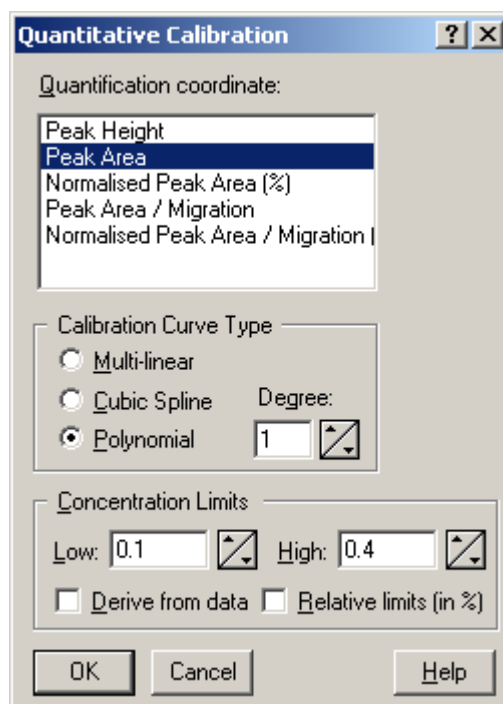 Quantitative Calibration
Quantification coordinate:
Peak Height
Peak Area
Normalised Peak Area (%)
Peak Area / Migration
Normalised Peak Area / Migration (
Calibration Curve Type
Multi-linear
Cubic Spline
Degree:
Polynomial
1
Concentration Limits
Low: 0.1 High: 0.4
Derive from data Relative limits (in %)
OK Cancel Help